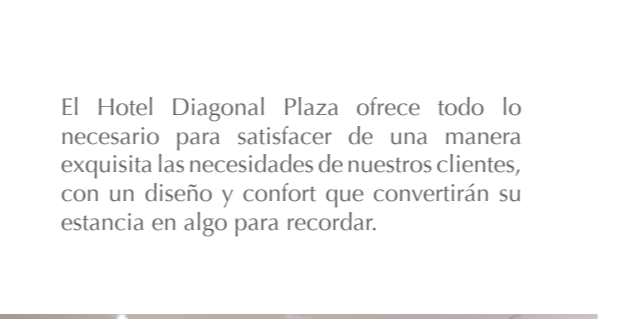 El Hotel Diagonal Plaza ofrece todo lo
necesario para satisfacer de una manera
exquisita las necesidades de nuestros clientes,
con un diseño y confort que convertirán su
estancia en algo para recordar.